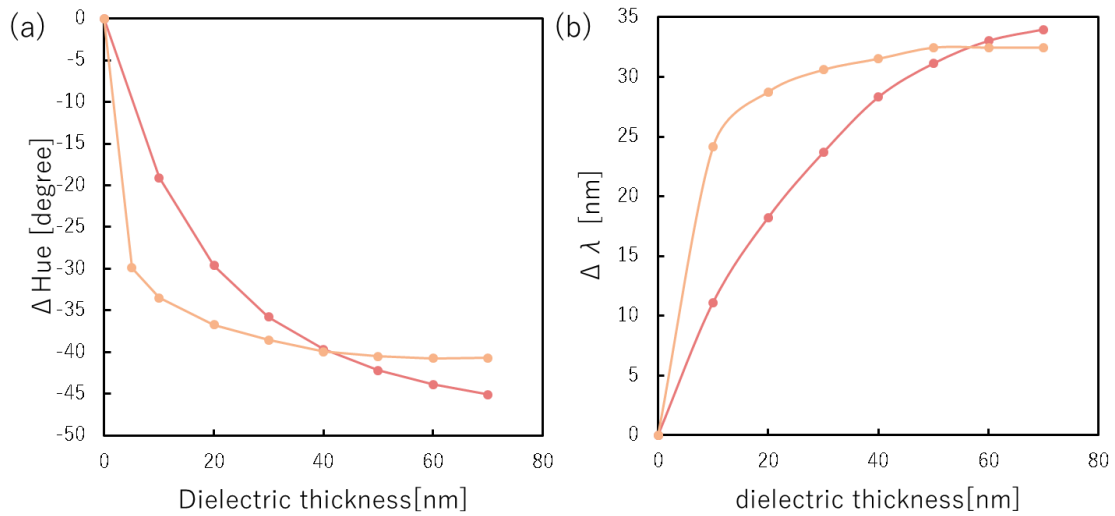 (a)
Δ Hue [degree]
0
-5
-10
-15
-20
-25
-30
-35
-40
-45
-50
0 20 40 60 80
Dielectric thickness[nm]
(b)
Δ λ [nm]
35
30
25
20
15
10
5
0
0 20 40 60 80
dielectric thickness[nm]